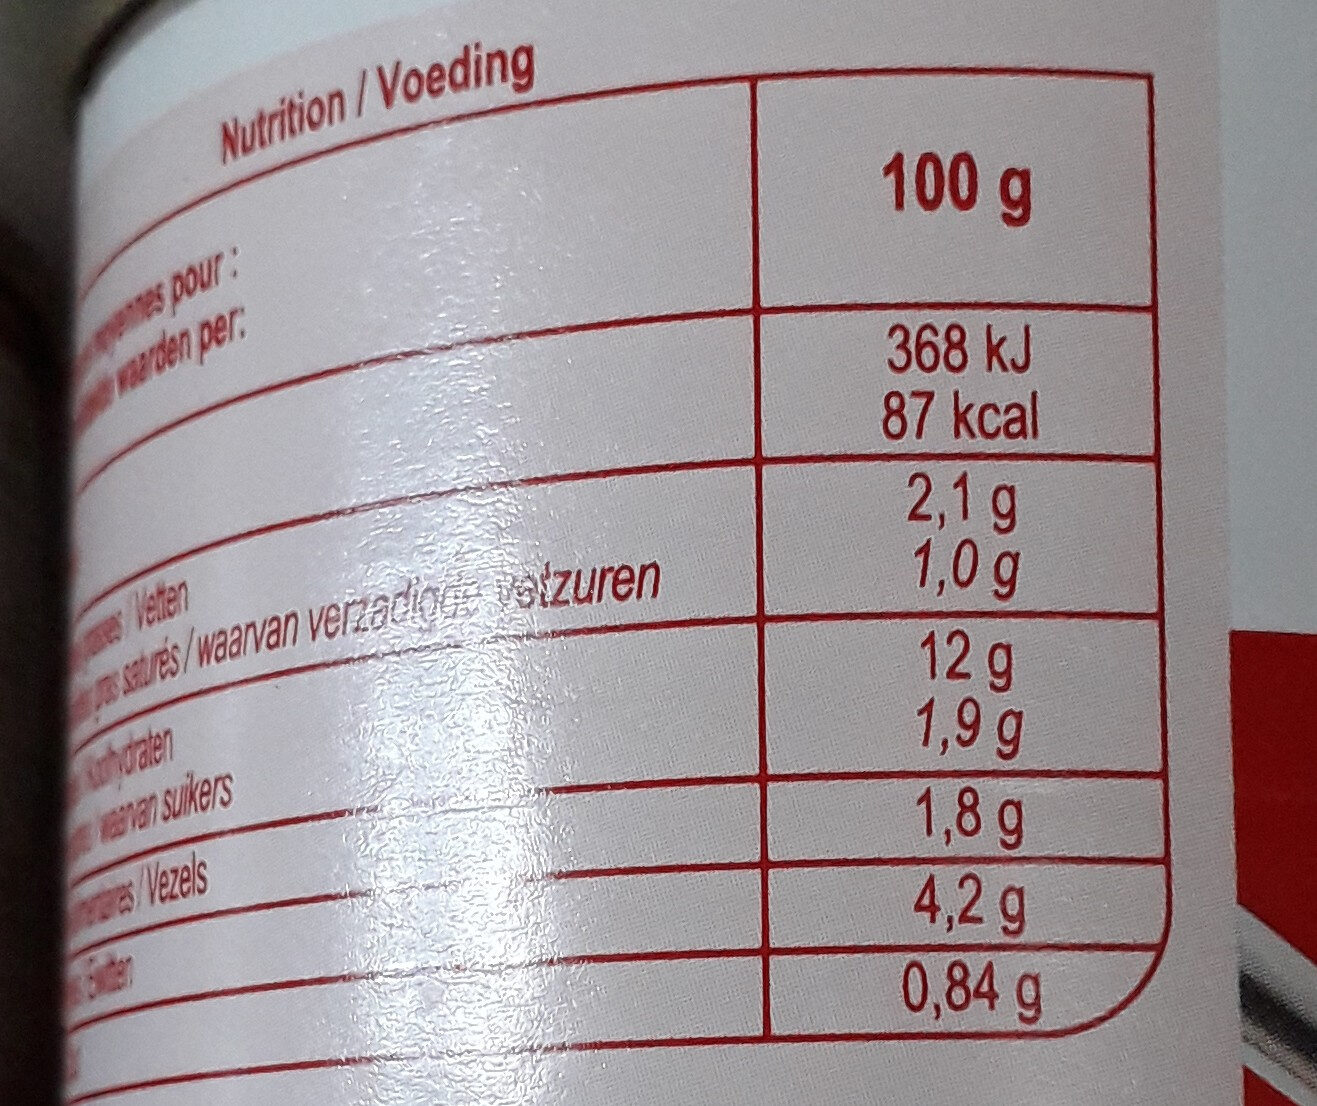 Nutrition / Voeding
moyennes pour :
waarden per:
100 g
368 kJ
87 kcal
/ Vetten
2,1 g
gras saturés / waarvan verzadigde vetzuren
1,0 g
Koolhydraten
12 g
waarvan suikers
1,9 g
/ Vezels
1,8 g
Eiwitten
4,2 g
0,84 g